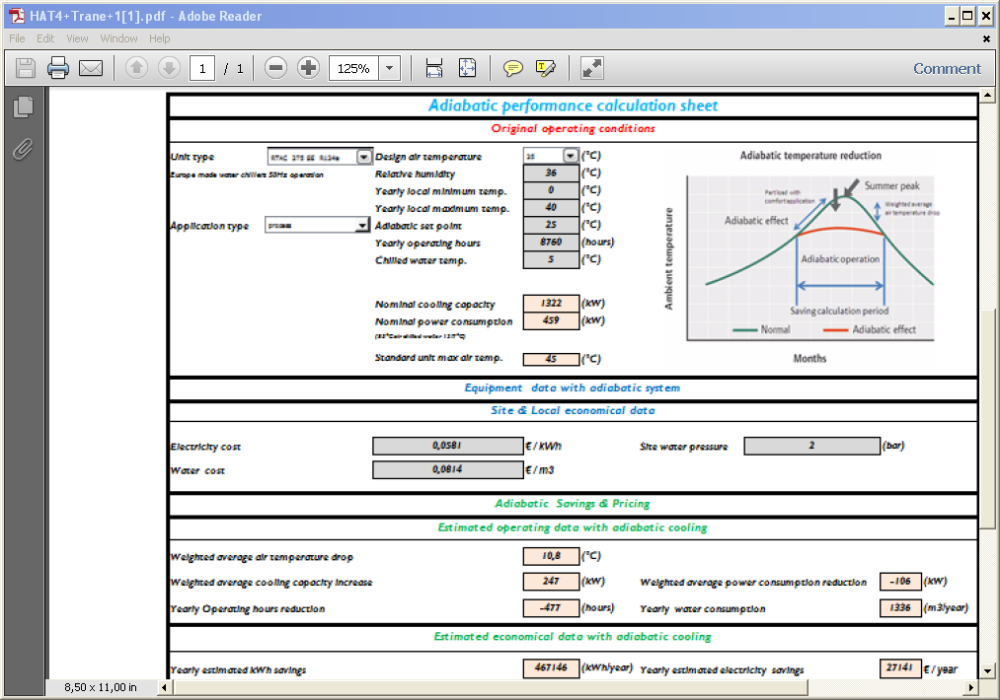 HAT4+Trane+1[1].pdf - Adobe Reader
File Edit View Window Help
1 / 1 125% Comment
Adiabatic performance calculation sheet
Original operating conditions
Unit type RTAC 375 SE R134a Design air temperature 35 (°C)
Europe made water chillers 50Hz operation Relative humidity 36 (°C)
Yearly local minimum temp. 0 (°C)
Yearly local maximum temp. 40 (°C)
Application type process Adiabatic set point 25 (°C)
Yearly operating hours 8760 (hours)
Chilled water temp. 5 (°C)
Nominal cooling capacity 1322 (kW)
Nominal power consumption 459 (kW)
Standard unit max air temp. 45 (°C)
Adiabatic temperature reduction
Summer peak
Partload with
comfort application
Weighted average
air temperature drop
Adiabatic effect
Ambient temperature
Adiabatic operation
Saving calculation period
Normal Adiabatic effect
Months
Equipment data with adiabatic system
Site & Local economical data
Electricity cost 0,0581 € / kWh Site water pressure 2 (bar)
Water cost 0,0814 € / m3
Adiabatic Savings & Pricing
Estimated operating data with adiabatic cooling
Weighted average air temperature drop 10,8 (°C)
Weighted average cooling capacity increase 247 (kW) Weighted average power consumption reduction -106 (kW)
Yearly Operating hours reduction -477 (hours) Yearly water consumption 1336 (m3/year)
Estimated economical data with adiabatic cooling
Yearly estimated kWh savings 467146 (kWh/year) Yearly estimated electricity savings 27141 € / year
8,50 x 11,00 in